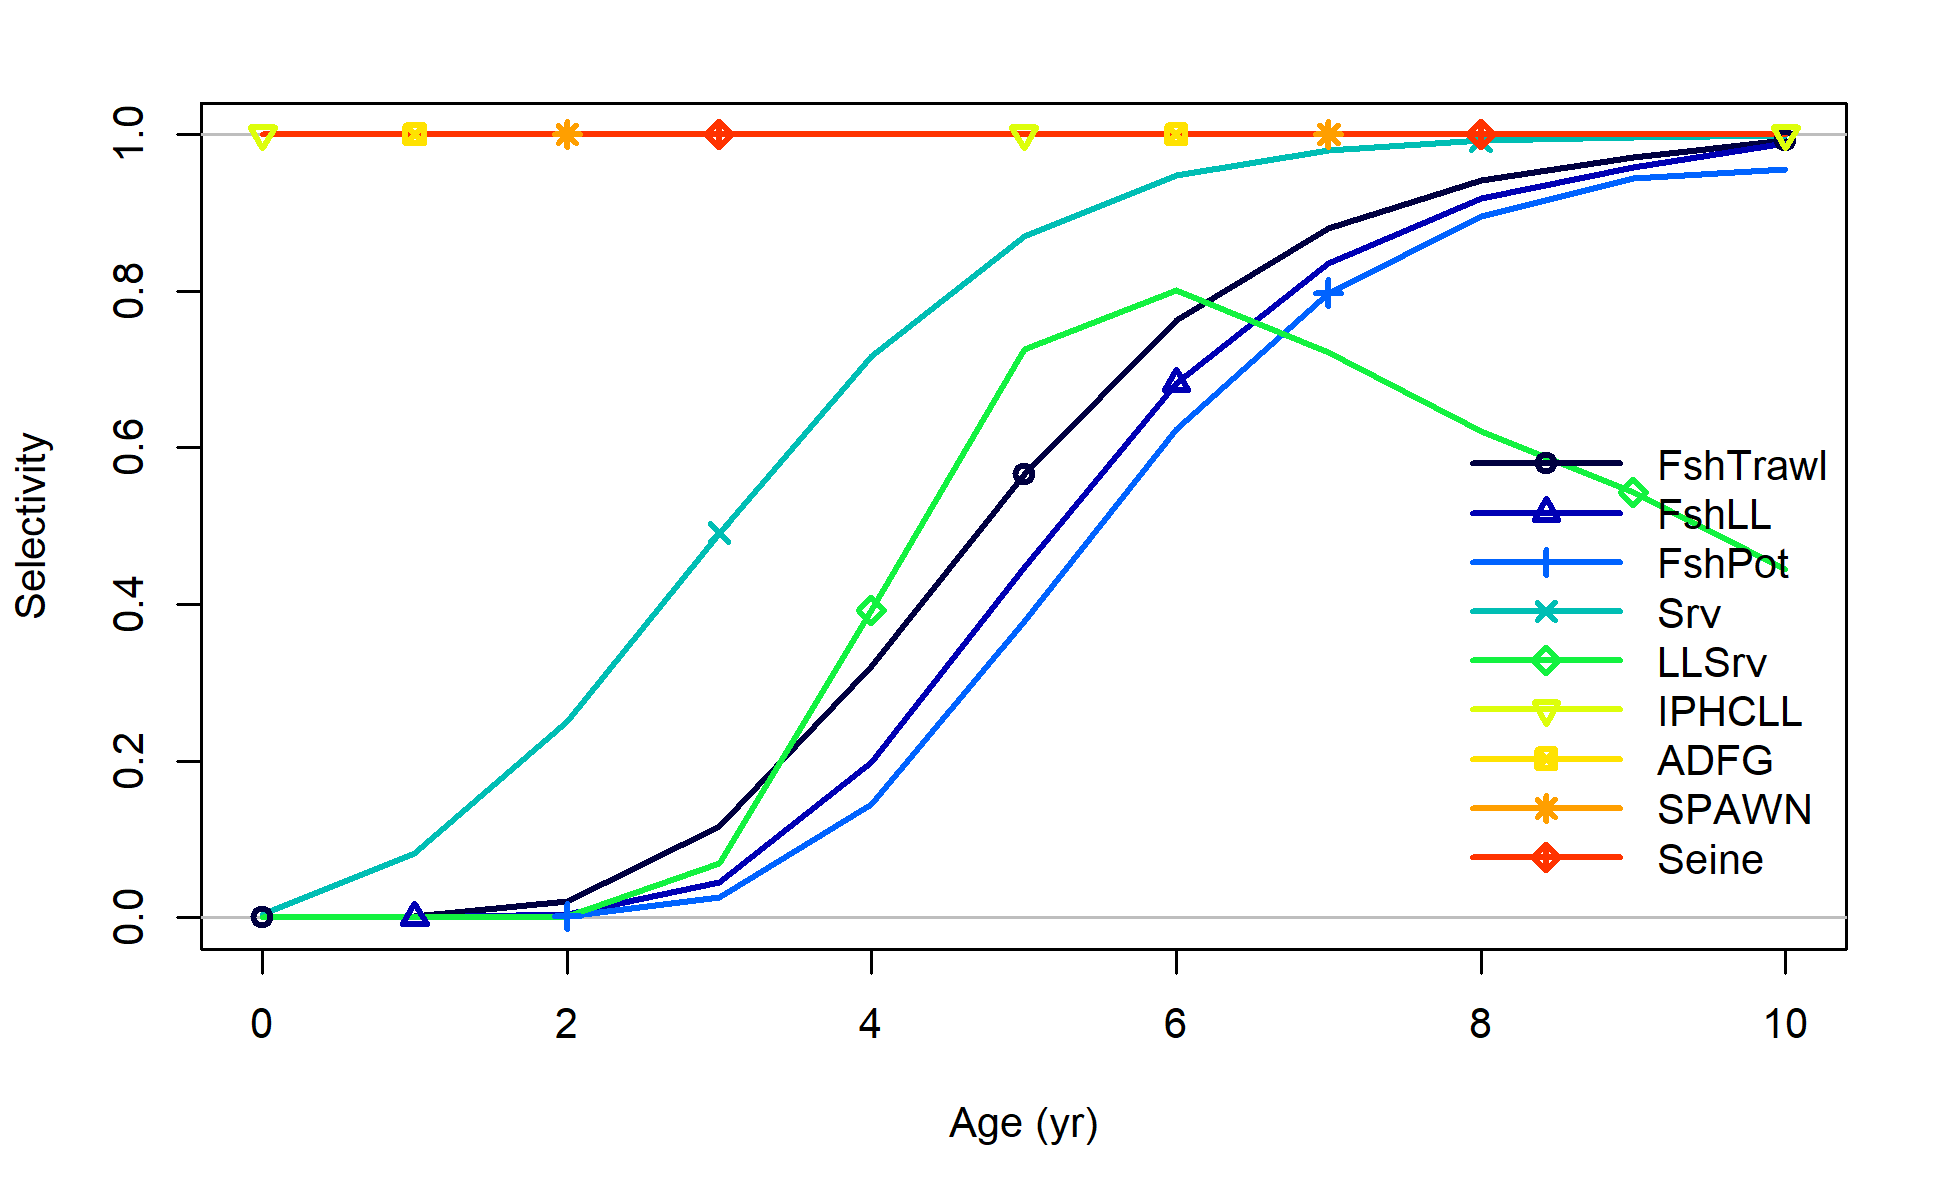 1.0
0.8
0.6
0.4
0.2
0.0
Selectivity
FshTrawl
FshLL
FshPot
Srv
LLSrv
IPHCLL
ADFG
SPAWN
Seine
0 2 4 6 8 10
Age (yr)